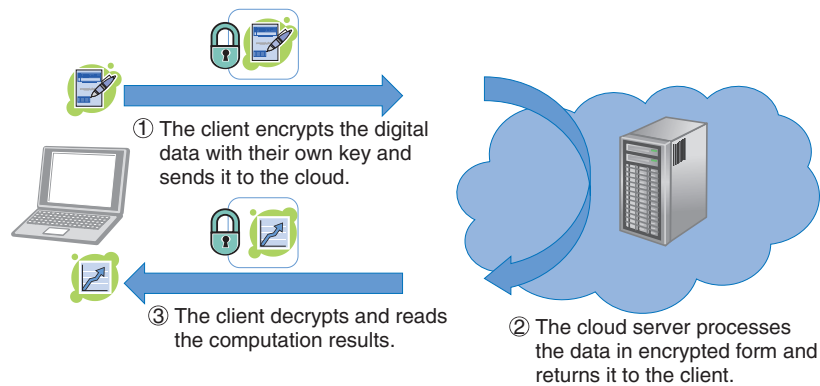 ① The client encrypts the digital
data with their own key and
sends it to the cloud.
② The cloud server processes
the data in encrypted form and
returns it to the client.
③ The client decrypts and reads
the computation results.